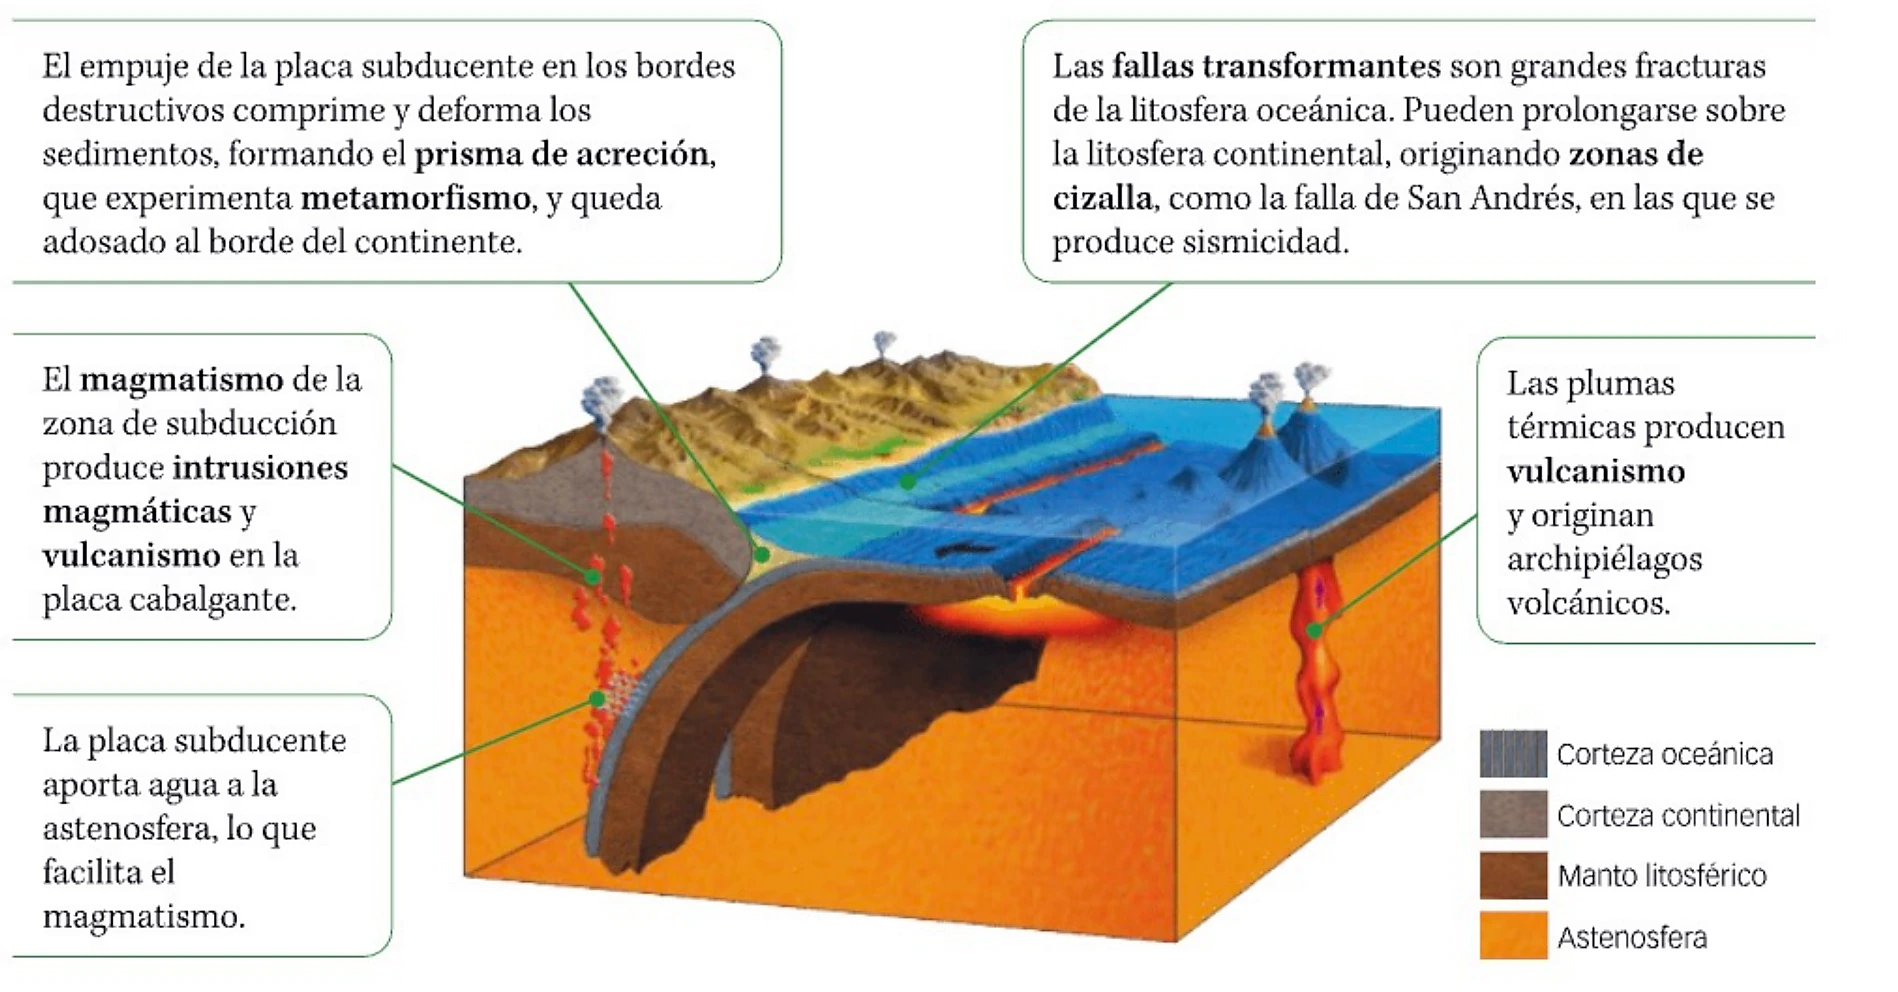 El empuje de la placa subducente en los bordes
destructivos comprime y deforma los
sedimentos, formando el prisma de acreción,
que experimenta metamorfismo, y queda
adosado al borde del continente.
Las fallas transformantes son grandes fracturas
de la litosfera oceánica. Pueden prolongarse sobre
la litosfera continental, originando zonas de
cizalla, como la falla de San Andrés, en las que se
produce sismicidad.
El magmatismo de la
zona de subducción
produce intrusiones
magmáticas y
vulcanismo en la
placa cabalgante.
Las plumas
térmicas producen
vulcanismo
y originan
archipiélagos
volcánicos.
La placa subducente
aporta agua a la
astenosfera, lo que
facilita el
magmatismo.
Corteza oceánica
Corteza continental
Manto litosférico
Astenosfera